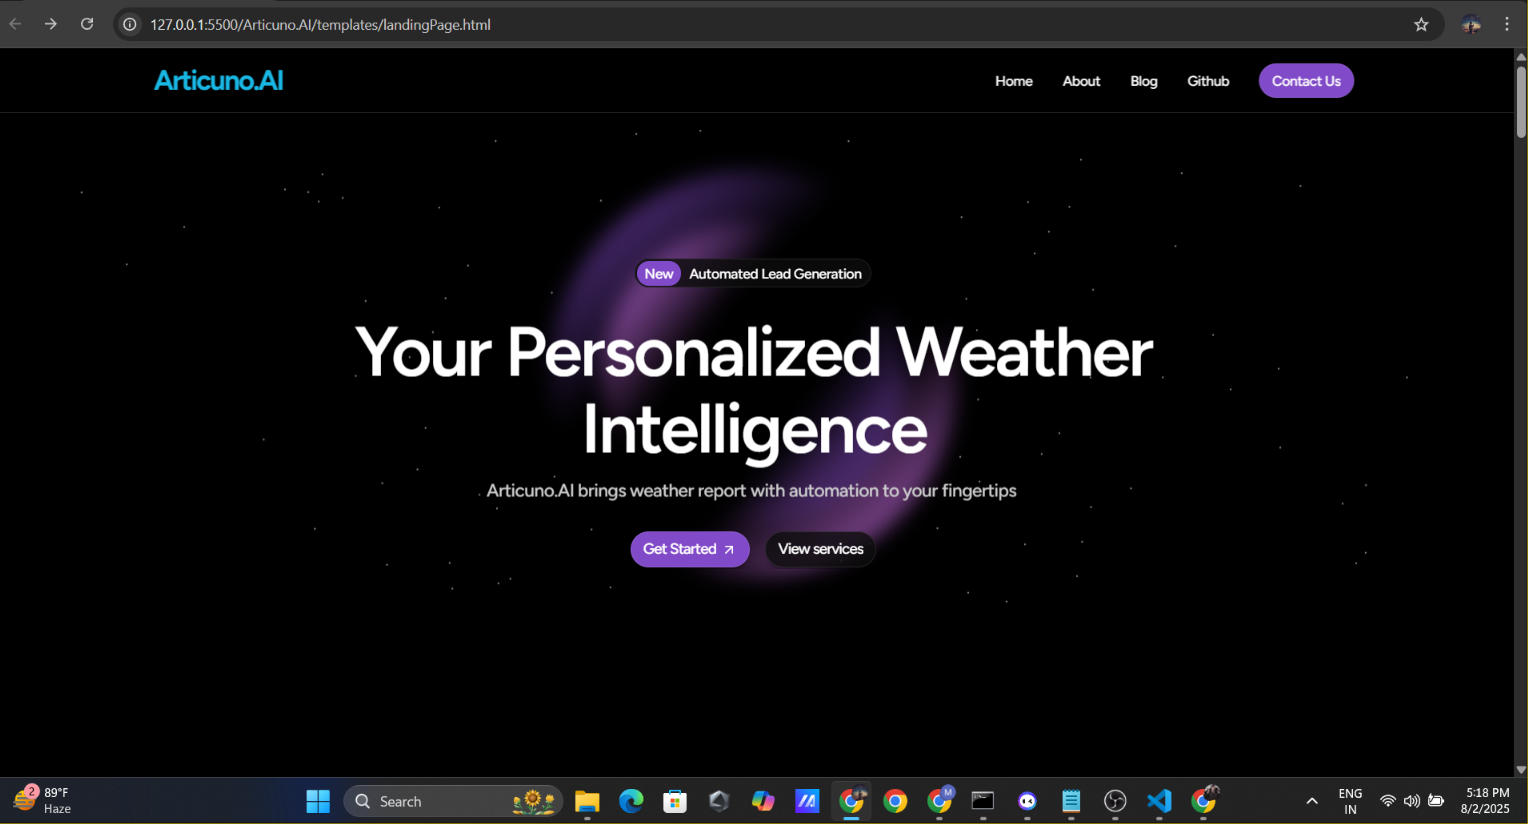 127.0.0.1:5500/Articuno.AI/templates/landingPage.html
Articuno.AI
Home
About
Blog
Github
Contact Us
New Automated Lead Generation
Your Personalized Weather
Intelligence
Articuno.AI brings weather report with automation to your fingertips
Get Started
View services
2
89°F
Haze
Search
M
ENG
IN
5:18 PM
8/2/2025